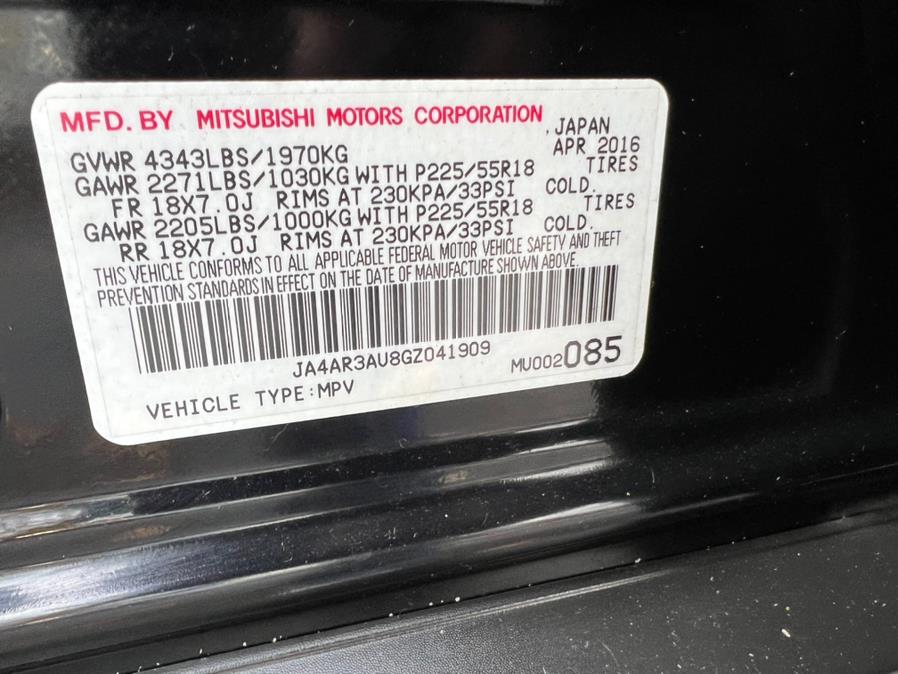 MFD. BY MITSUBISHI MOTORS CORPORATION , JAPAN
GVWR 4343LBS/1970KG APR 2016
GAWR 2271LBS/1030KG WITH P225/55R18 TIRES
FR 18X7.0J RIMS AT 230KPA/33PSI COLD.
GAWR 2205LBS/1000KG WITH P225/55R18 TIRES
RR 18X7.0J RIMS AT 230KPA/33PSI COLD.
THIS VEHICLE CONFORMS TO ALL APPLICABLE FEDERAL MOTOR VEHICLE SAFETY AND THEFT
PREVENTION STANDARDS IN EFFECT ON THE DATE OF MANUFACTURE SHOWN ABOVE.
JA4AR3AU8GZ041909
MU002085
VEHICLE TYPE:MPV